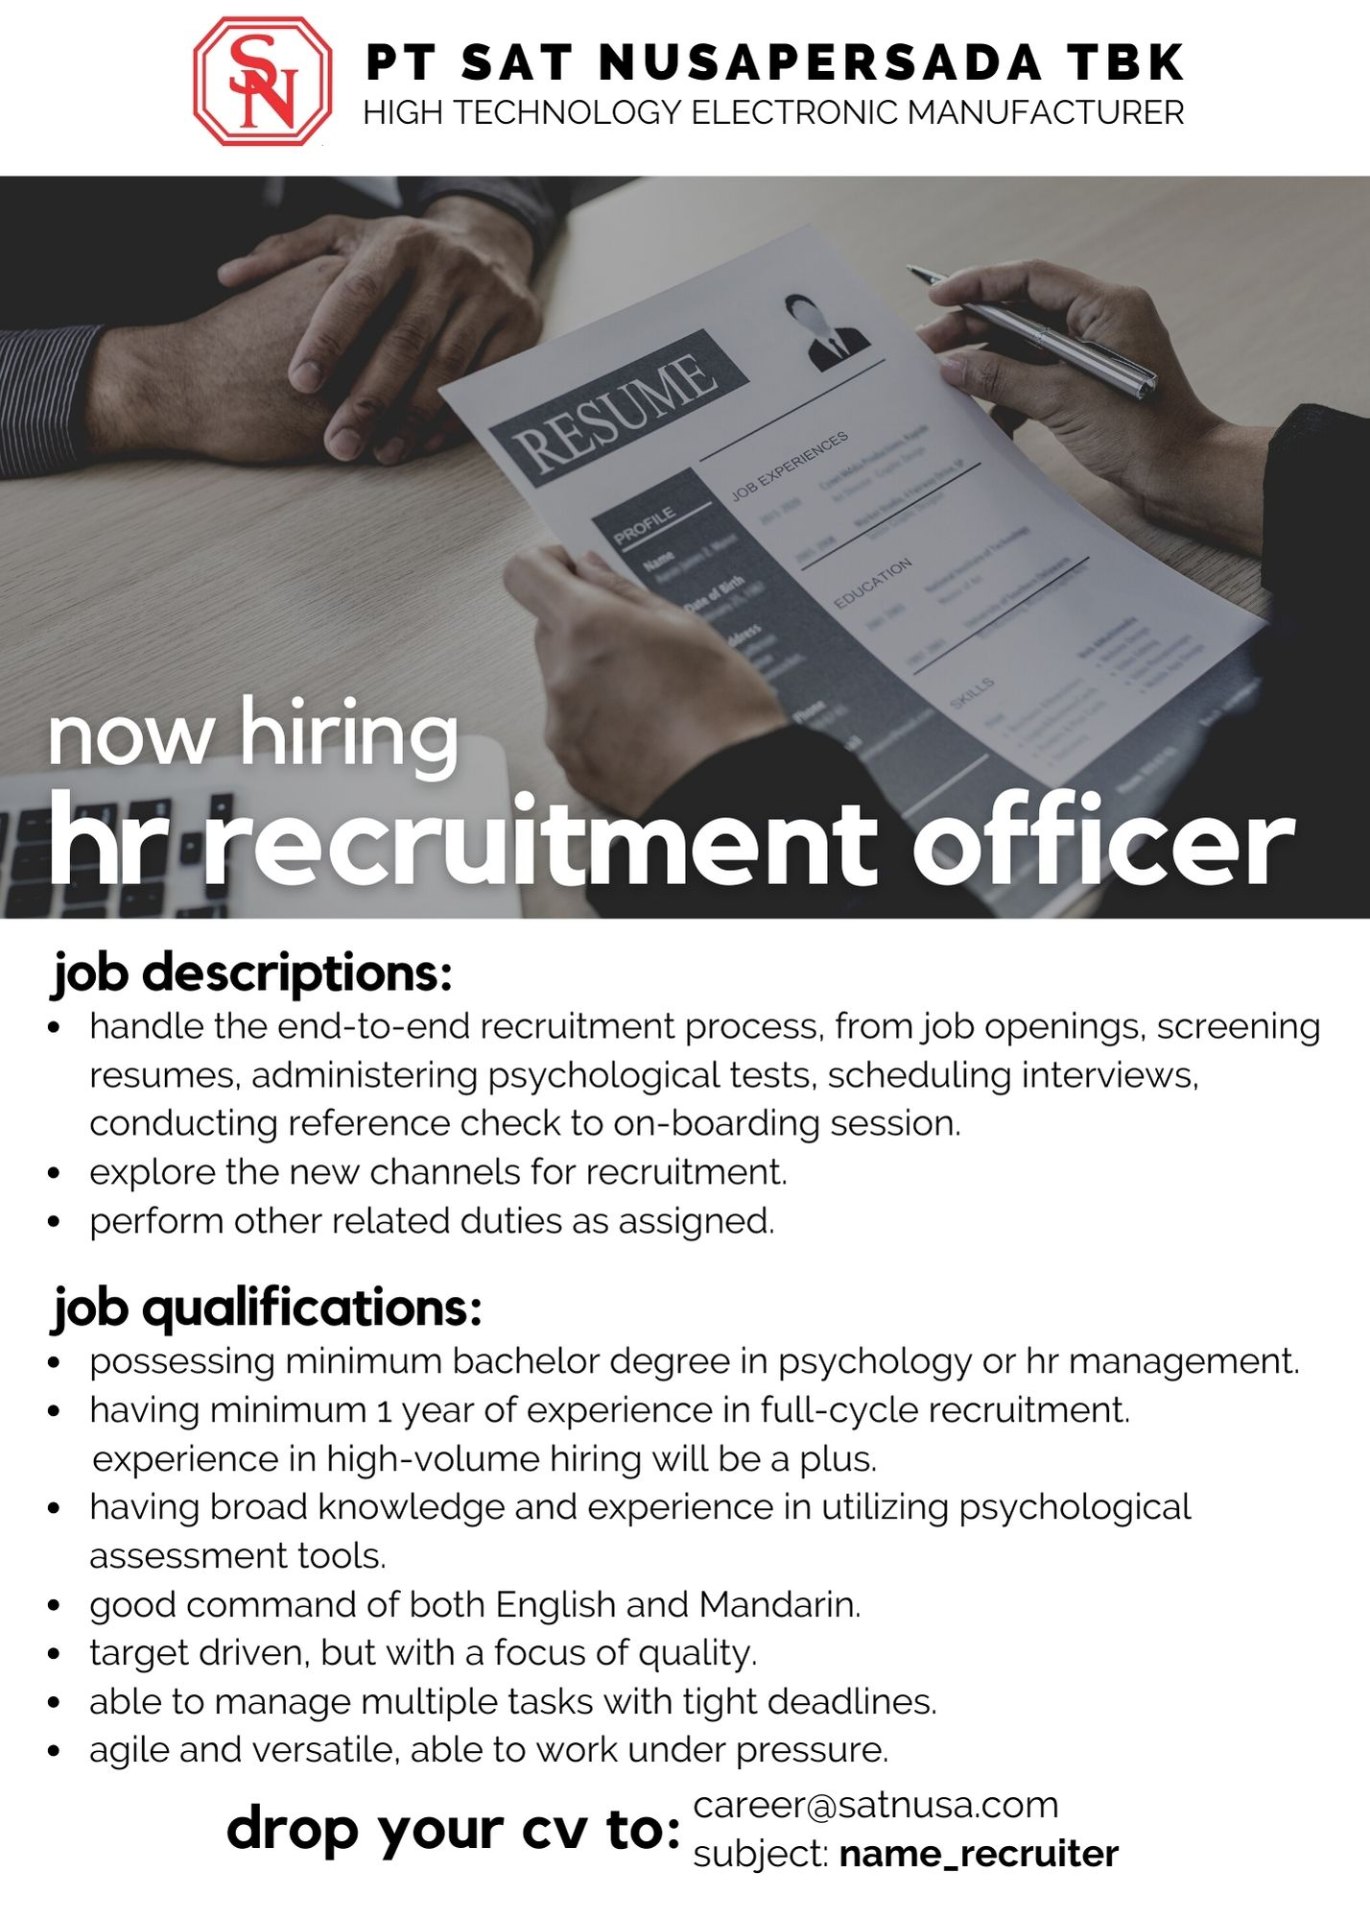 SN
PT SAT NUSAPERSADA TBK
HIGH TECHNOLOGY ELECTRONIC MANUFACTURER
RESUME
JOB EXPERIENCES
PROFILE
Name
Date of Birth
EDUCATION
SKILLS
now hiring
hr recruitment officer
job descriptions:
• handle the end-to-end recruitment process, from job openings, screening
resumes, administering psychological tests, scheduling interviews,
conducting reference check to on-boarding session.
• explore the new channels for recruitment.
• perform other related duties as assigned.
job qualifications:
• possessing minimum bachelor degree in psychology or hr management.
• having minimum 1 year of experience in full-cycle recruitment.
experience in high-volume hiring will be a plus.
• having broad knowledge and experience in utilizing psychological
assessment tools.
• good command of both English and Mandarin.
• target driven, but with a focus of quality.
• able to manage multiple tasks with tight deadlines.
• agile and versatile, able to work under pressure.
drop your cv to:
career@satnusa.com
subject: name_recruiter